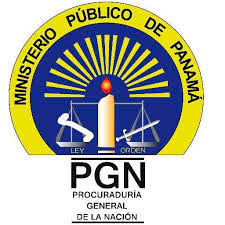 MINISTERIO PÚBLICO DE PANAMÁ
LEY ORDEN
PGN
PROCURADURÍA
GENERAL
DE LA NACIÓN